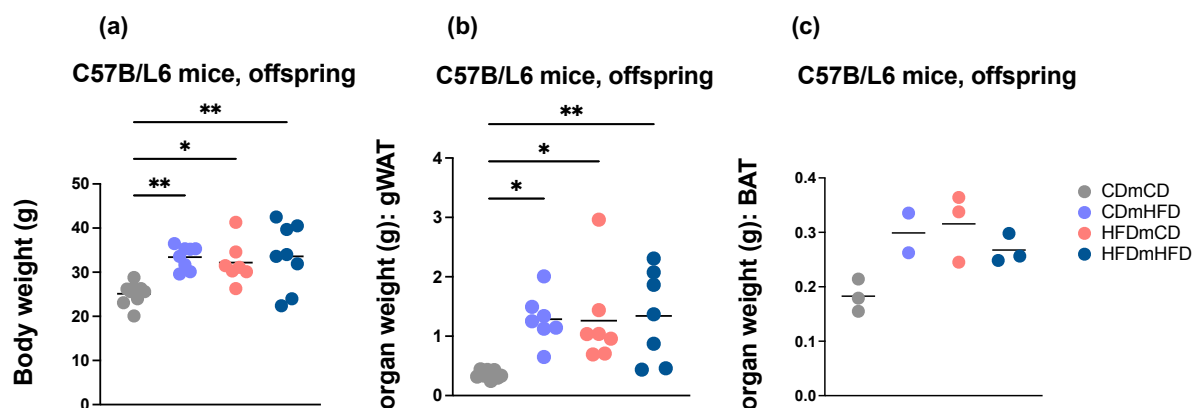 (a)
(b)
(c)
C57B/L6 mice, offspring
C57B/L6 mice, offspring
C57B/L6 mice, offspring
**
*
**
Body weight (g)
50
40
30
20
10
0
**
*
*
organ weight (g): gWAT
4
3
2
1
0
organ weight (g): BAT
0.4
0.3
0.2
0.1
0.0
CDmCD
CDmHFD
HFDmCD
HFDmHFD